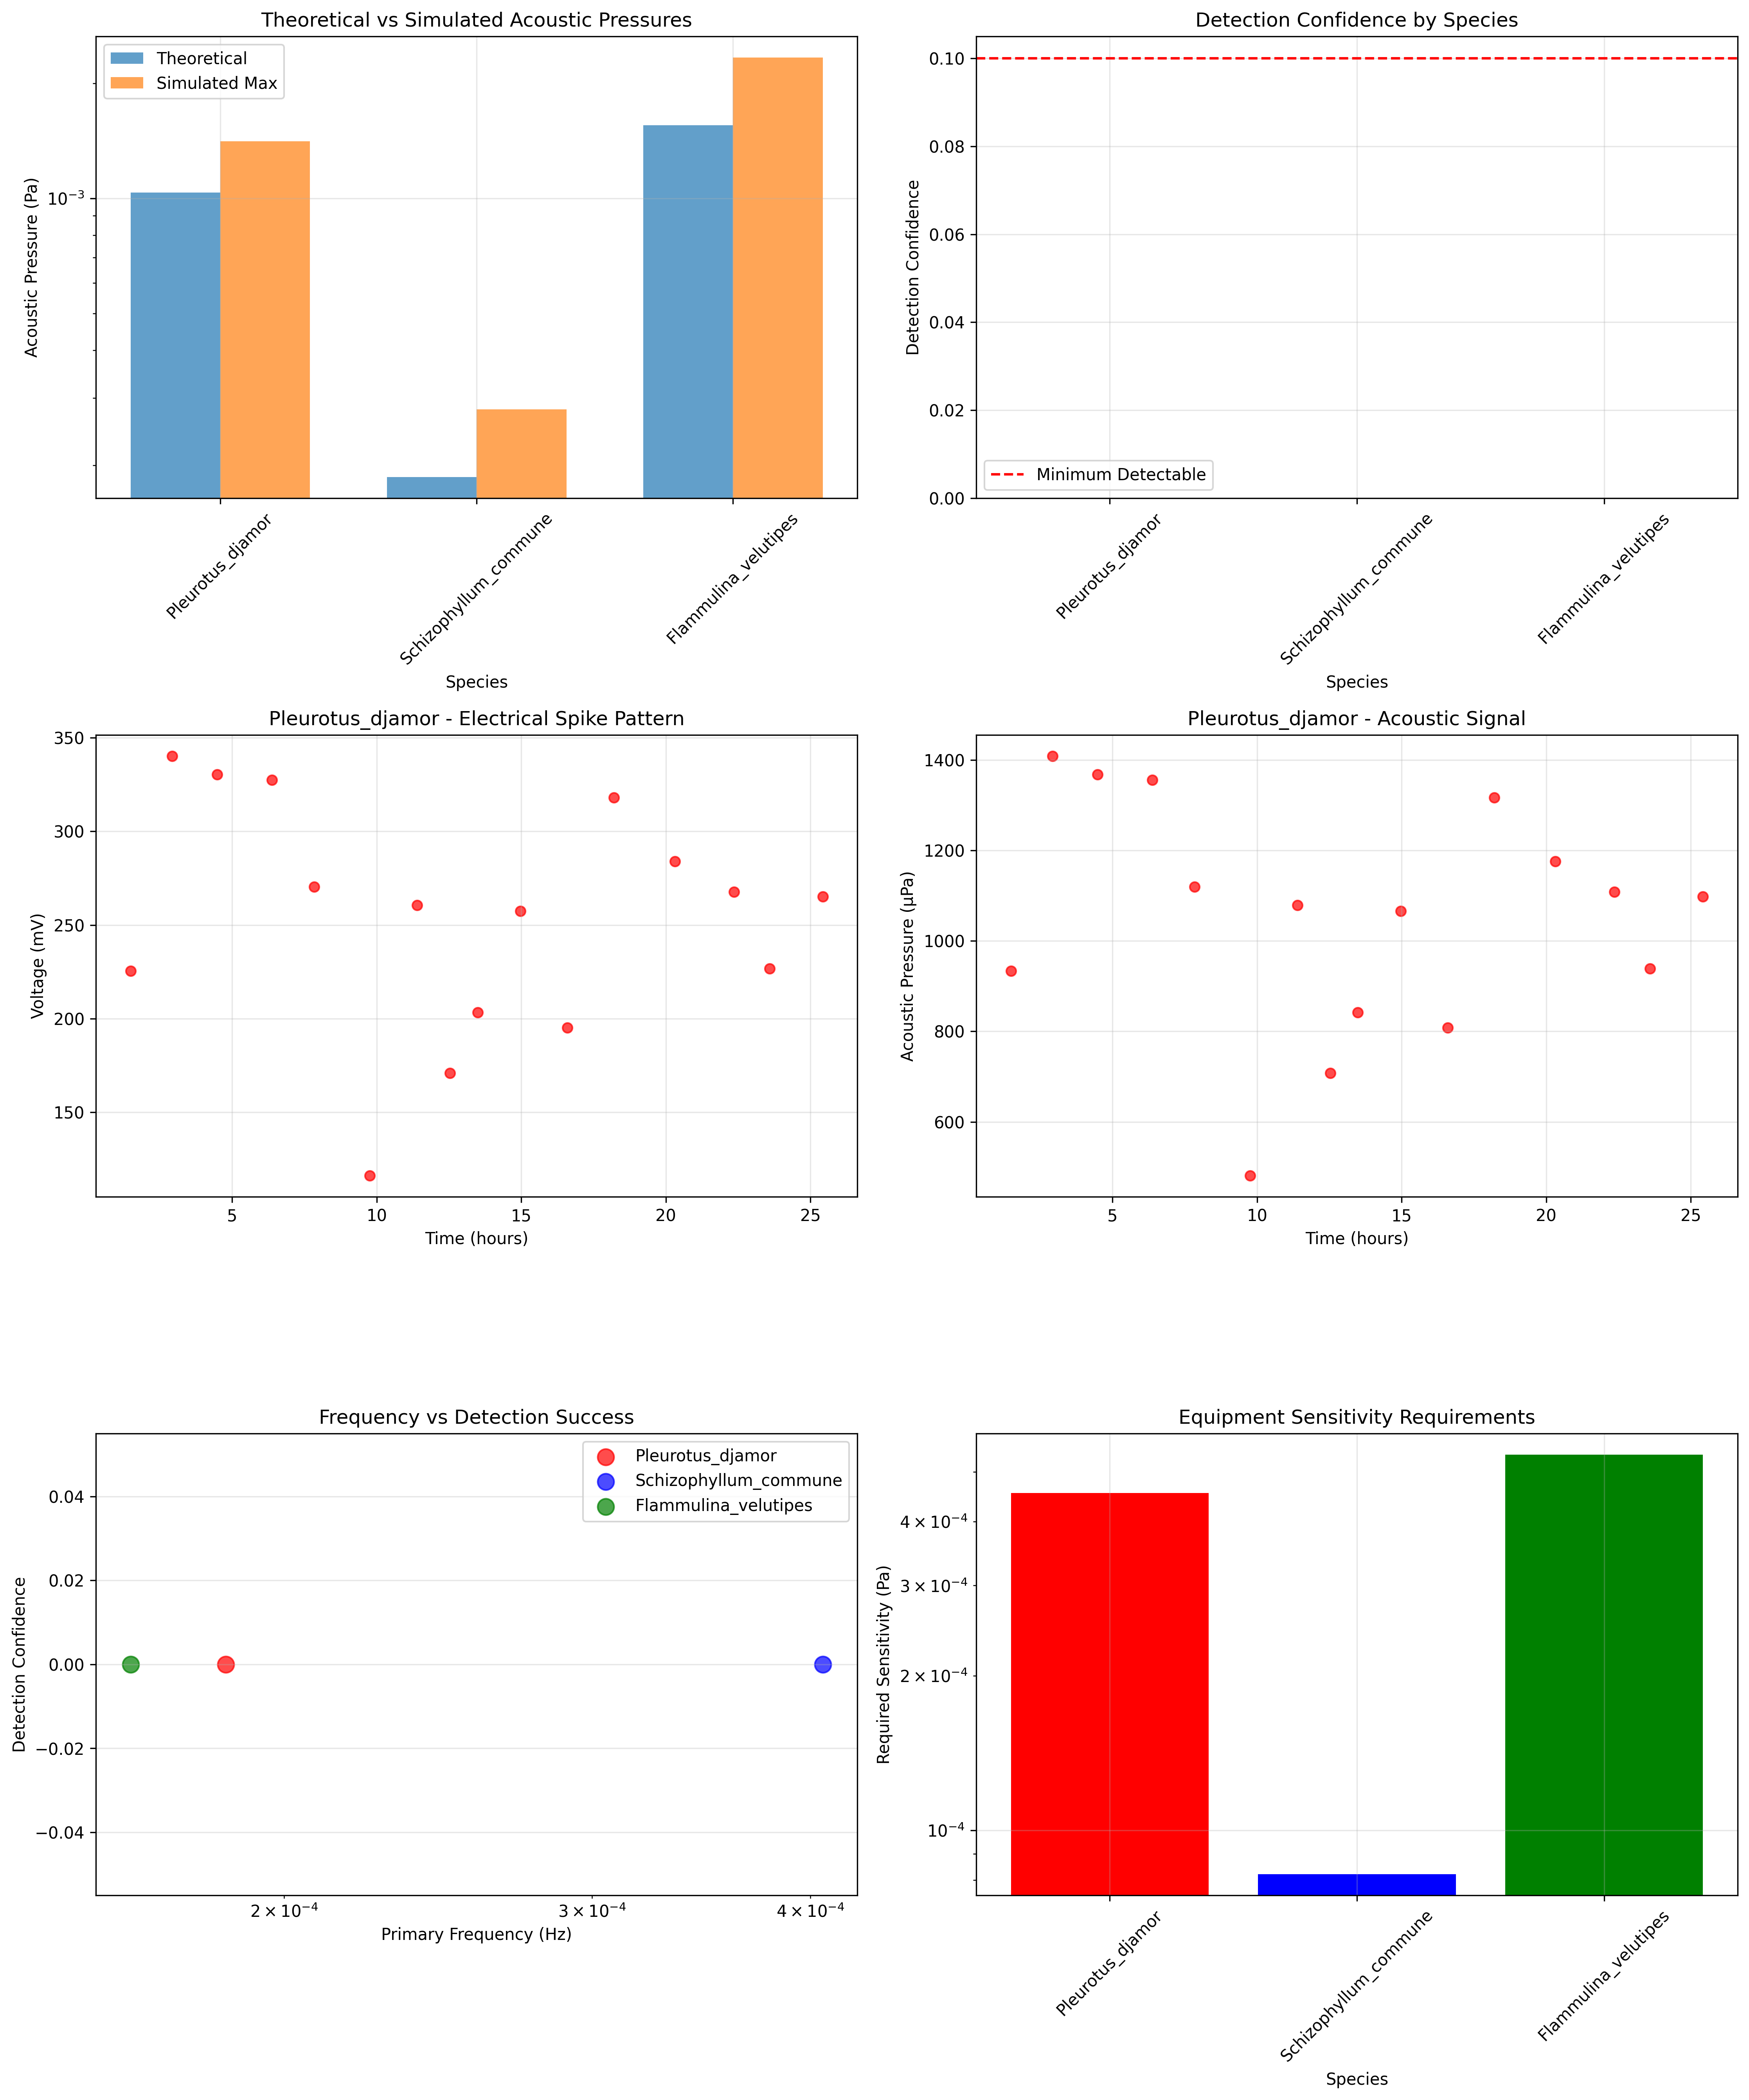 Theoretical vs Simulated Acoustic Pressures
Theoretical
Simulated Max
Acoustic Pressure (Pa)
10⁻³
Pleurotus_djamor
Schizophyllum_commune
Flammulina_velutipes
Species
Detection Confidence by Species
Detection Confidence
0.10
0.08
0.06
0.04
0.02
0.00
Minimum Detectable
Pleurotus_djamor
Schizophyllum_commune
Flammulina_velutipes
Species
Pleurotus_djamor - Electrical Spike Pattern
Voltage (mV)
350
300
250
200
150
5 10 15 20 25
Time (hours)
Pleurotus_djamor - Acoustic Signal
Acoustic Pressure (µPa)
1400
1200
1000
800
600
5 10 15 20 25
Time (hours)
Frequency vs Detection Success
Pleurotus_djamor
Schizophyllum_commune
Flammulina_velutipes
Detection Confidence
0.04
0.02
0.00
−0.02
−0.04
2 × 10⁻⁴ 3 × 10⁻⁴ 4 × 10⁻⁴
Primary Frequency (Hz)
Equipment Sensitivity Requirements
Required Sensitivity (Pa)
4 × 10⁻⁴
3 × 10⁻⁴
2 × 10⁻⁴
10⁻⁴
Pleurotus_djamor
Schizophyllum_commune
Flammulina_velutipes
Species